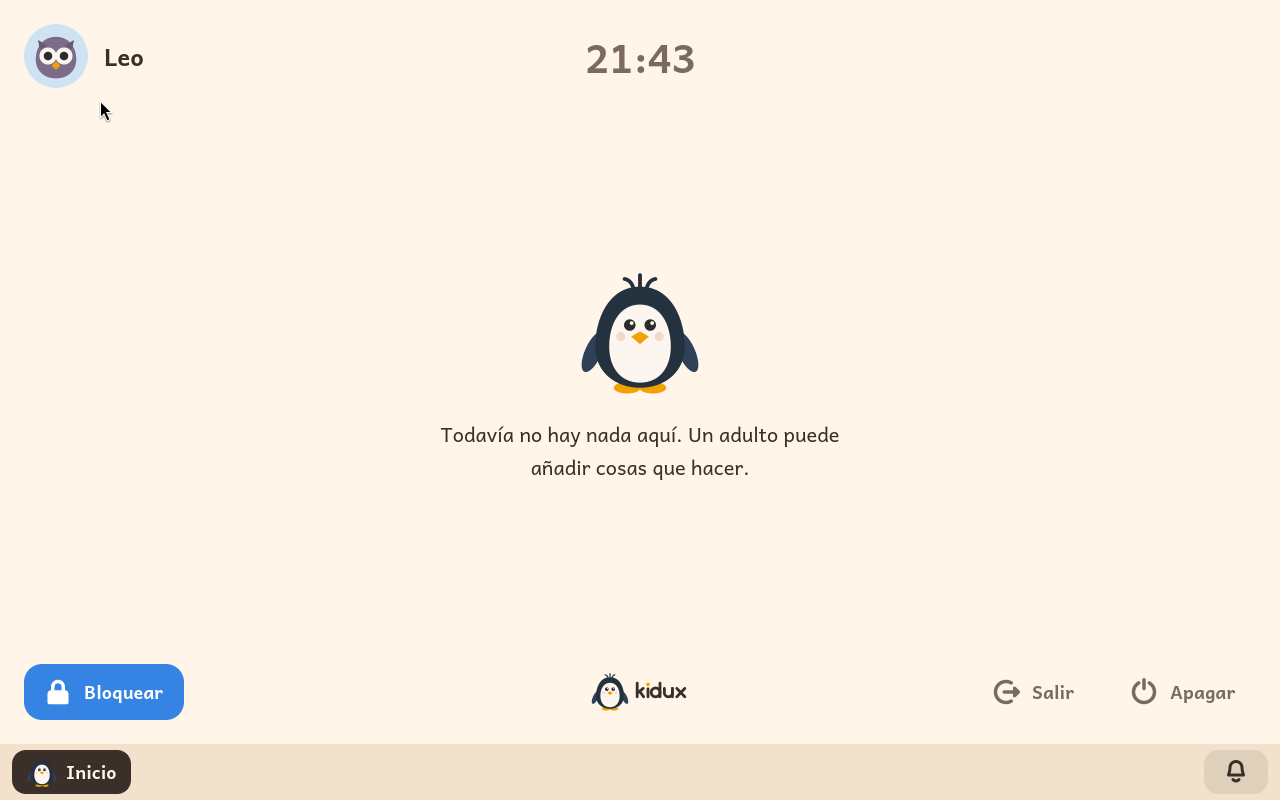 Leo
21:43
Todavía no hay nada aquí. Un adulto puede
añadir cosas que hacer.
Bloquear
kidux
Salir
Apagar
Inicio